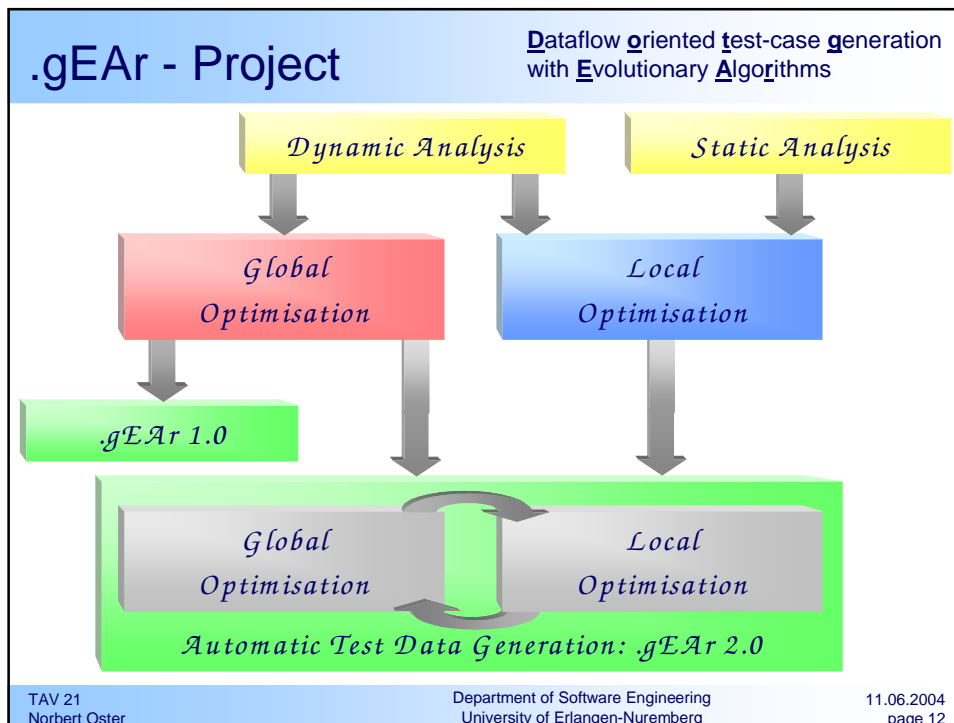 .gEAr - Project
Dataflow oriented test-case generation
with Evolutionary Algorithms
Dynamic Analysis
Static Analysis
Global
Optimisation
Local
Optimisation
.gEAr 1.0
Global
Optimisation
Local
Optimisation
Automatic Test Data Generation: .gEAr 2.0
TAV 21
Norbert Oster
Department of Software Engineering
University of Erlangen-Nuremberg
11.06.2004
page 12